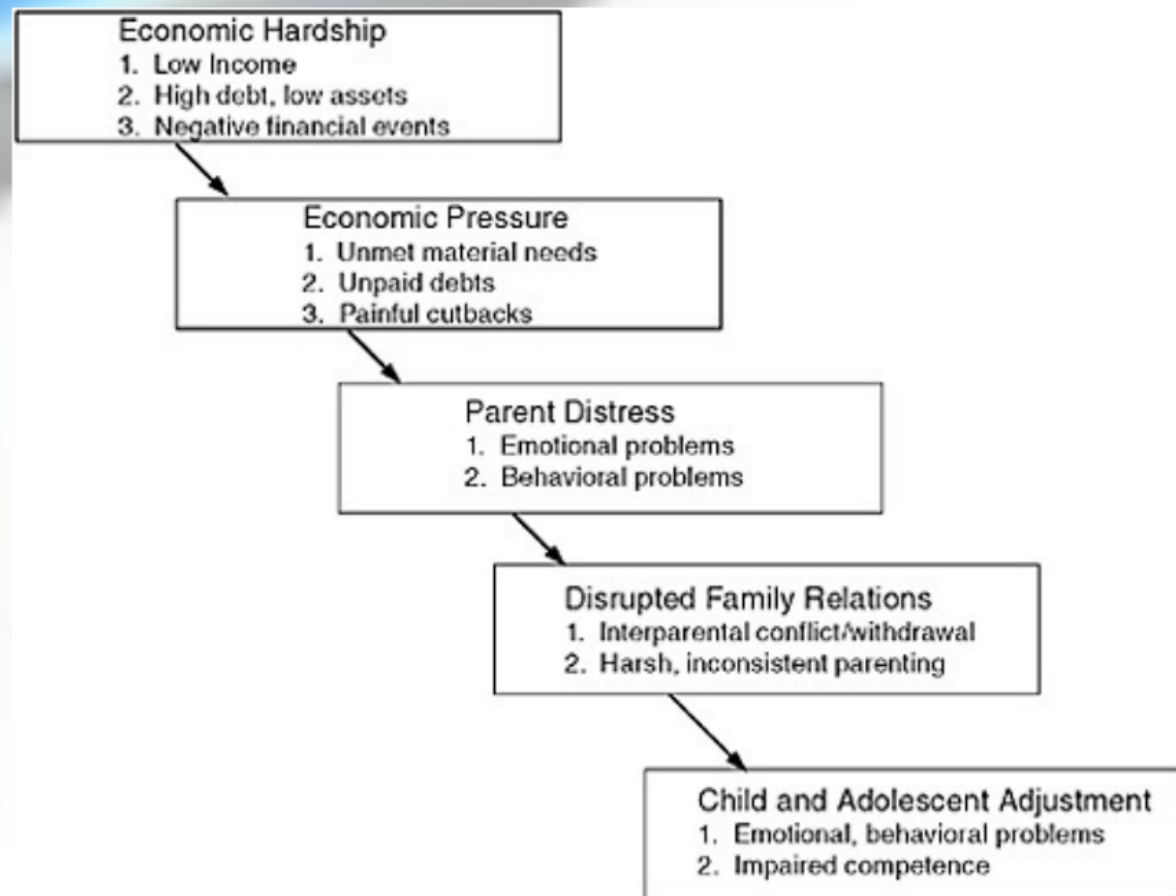 Economic Hardship
1. Low Income
2. High debt, low assets
3. Negative financial events
Economic Pressure
1. Unmet material needs
2. Unpaid debts
3. Painful cutbacks
Parent Distress
1. Emotional problems
2. Behavioral problems
Disrupted Family Relations
1. Interparental conflict/withdrawal
2. Harsh, inconsistent parenting
Child and Adolescent Adjustment
1. Emotional, behavioral problems
2. Impaired competence